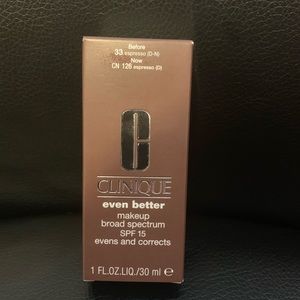 Before
33 espresso (D-N)
Now
CN 126 espresso (D)
CLINIQUE
even better
makeup
broad spectrum
SPF 15
evens and corrects
1 FL.OZ.LIQ./30 ml e